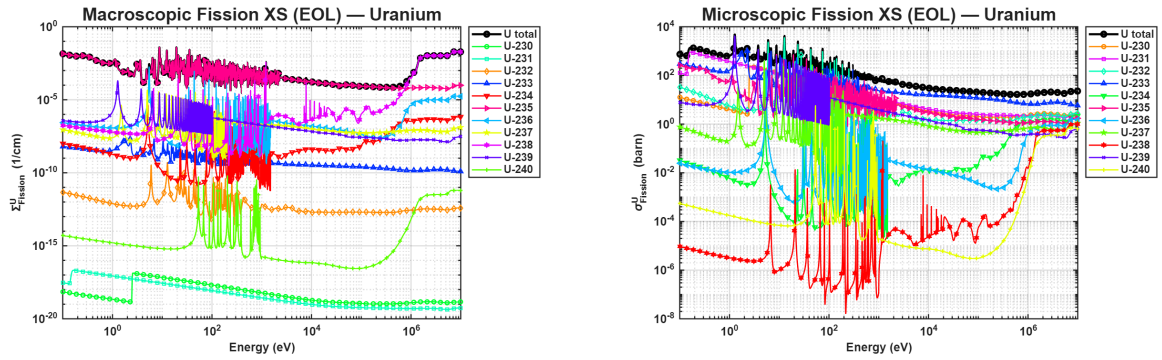 Macroscopic Fission XS (EOL) — Uranium
Σ^U_Fission (1/cm)
10^0
10^-5
10^-10
10^-15
10^-20
10^0
10^2
10^4
10^6
Energy (eV)
U total
U-230
U-231
U-232
U-233
U-234
U-235
U-236
U-237
U-238
U-239
U-240
Microscopic Fission XS (EOL) — Uranium
σ^U_Fission (barn)
10^4
10^2
10^0
10^-2
10^-4
10^-6
10^-8
10^0
10^2
10^4
10^6
Energy (eV)
U total
U-230
U-231
U-232
U-233
U-234
U-235
U-236
U-237
U-238
U-239
U-240